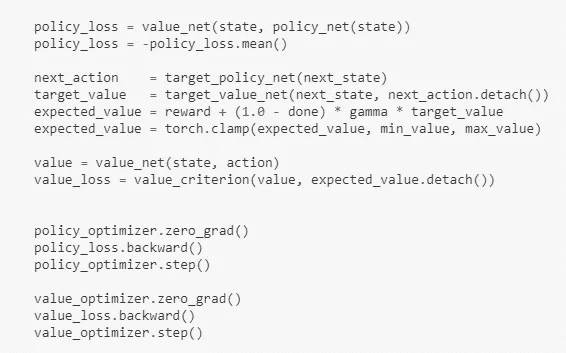 policy_loss = value_net(state, policy_net(state))
policy_loss = -policy_loss.mean()
next_action    = target_policy_net(next_state)
target_value   = target_value_net(next_state, next_action.detach())
expected_value = reward + (1.0 - done) * gamma * target_value
expected_value = torch.clamp(expected_value, min_value, max_value)
value = value_net(state, action)
value_loss = value_criterion(value, expected_value.detach())
policy_optimizer.zero_grad()
policy_loss.backward()
policy_optimizer.step()
value_optimizer.zero_grad()
value_loss.backward()
value_optimizer.step()